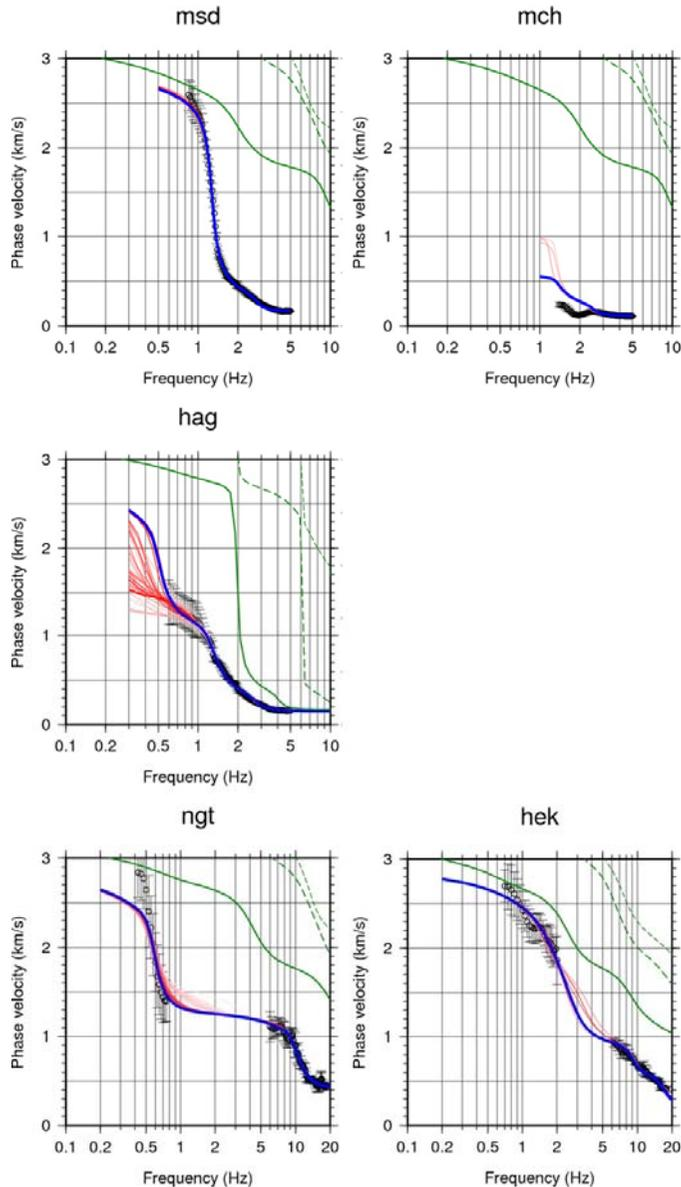 msd mch
3 3
2 2
1 1
0 0
Phase velocity (km/s) Phase velocity (km/s)
0.1 0.2 0.5 1 2 5 10 0.1 0.2 0.5 1 2 5 10
Frequency (Hz) Frequency (Hz)
hag
3
2
1
0
Phase velocity (km/s)
0.1 0.2 0.5 1 2 5 10
Frequency (Hz)
ngt hek
3 3
2 2
1 1
0 0
Phase velocity (km/s) Phase velocity (km/s)
0.1 0.2 0.5 1 2 5 10 20 0.1 0.2 0.5 1 2 5 10 20
Frequency (Hz) Frequency (Hz)